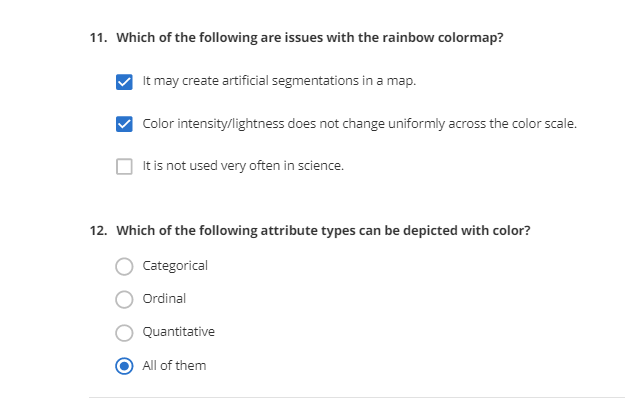 11. Which of the following are issues with the rainbow colormap?
It may create artificial segmentations in a map.
Color intensity/lightness does not change uniformly across the color scale.
It is not used very often in science.
12. Which of the following attribute types can be depicted with color?
Categorical
Ordinal
Quantitative
All of them